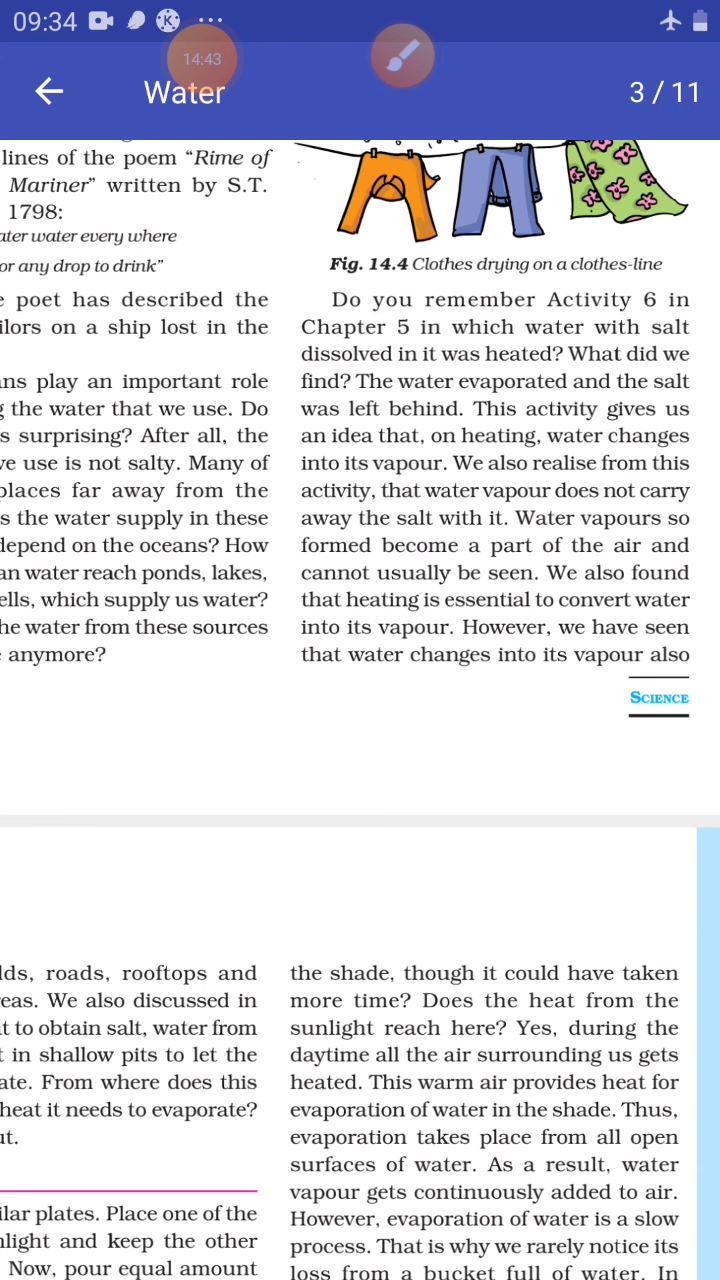 09:34
14:43
Water
3 / 11
lines of the poem “Rime of
Mariner” written by S.T.
1798:
water every where
or any drop to drink”
poet has described the
on a ship lost in the
play an important role
the water that we use. Do
surprising? After all, the
use is not salty. Many of
far away from the
the water supply in these
depend on the oceans? How
water reach ponds, lakes,
which supply us water?
the water from these sources
anymore?
Fig. 14.4 Clothes drying on a clothes-line
Do you remember Activity 6 in
Chapter 5 in which water with salt
dissolved in it was heated? What did we
find? The water evaporated and the salt
was left behind. This activity gives us
an idea that, on heating, water changes
into its vapour. We also realise from this
activity, that water vapour does not carry
away the salt with it. Water vapours so
formed become a part of the air and
cannot usually be seen. We also found
that heating is essential to convert water
into its vapour. However, we have seen
that water changes into its vapour also
SCIENCE
roads, rooftops and
We also discussed in
to obtain salt, water from
in shallow pits to let the
From where does this
heat it needs to evaporate?
plates. Place one of the
and keep the other
Now, pour equal amount
the shade, though it could have taken
more time? Does the heat from the
sunlight reach here? Yes, during the
daytime all the air surrounding us gets
heated. This warm air provides heat for
evaporation of water in the shade. Thus,
evaporation takes place from all open
surfaces of water. As a result, water
vapour gets continuously added to air.
However, evaporation of water is a slow
process. That is why we rarely notice its
loss from a bucket full of water. In